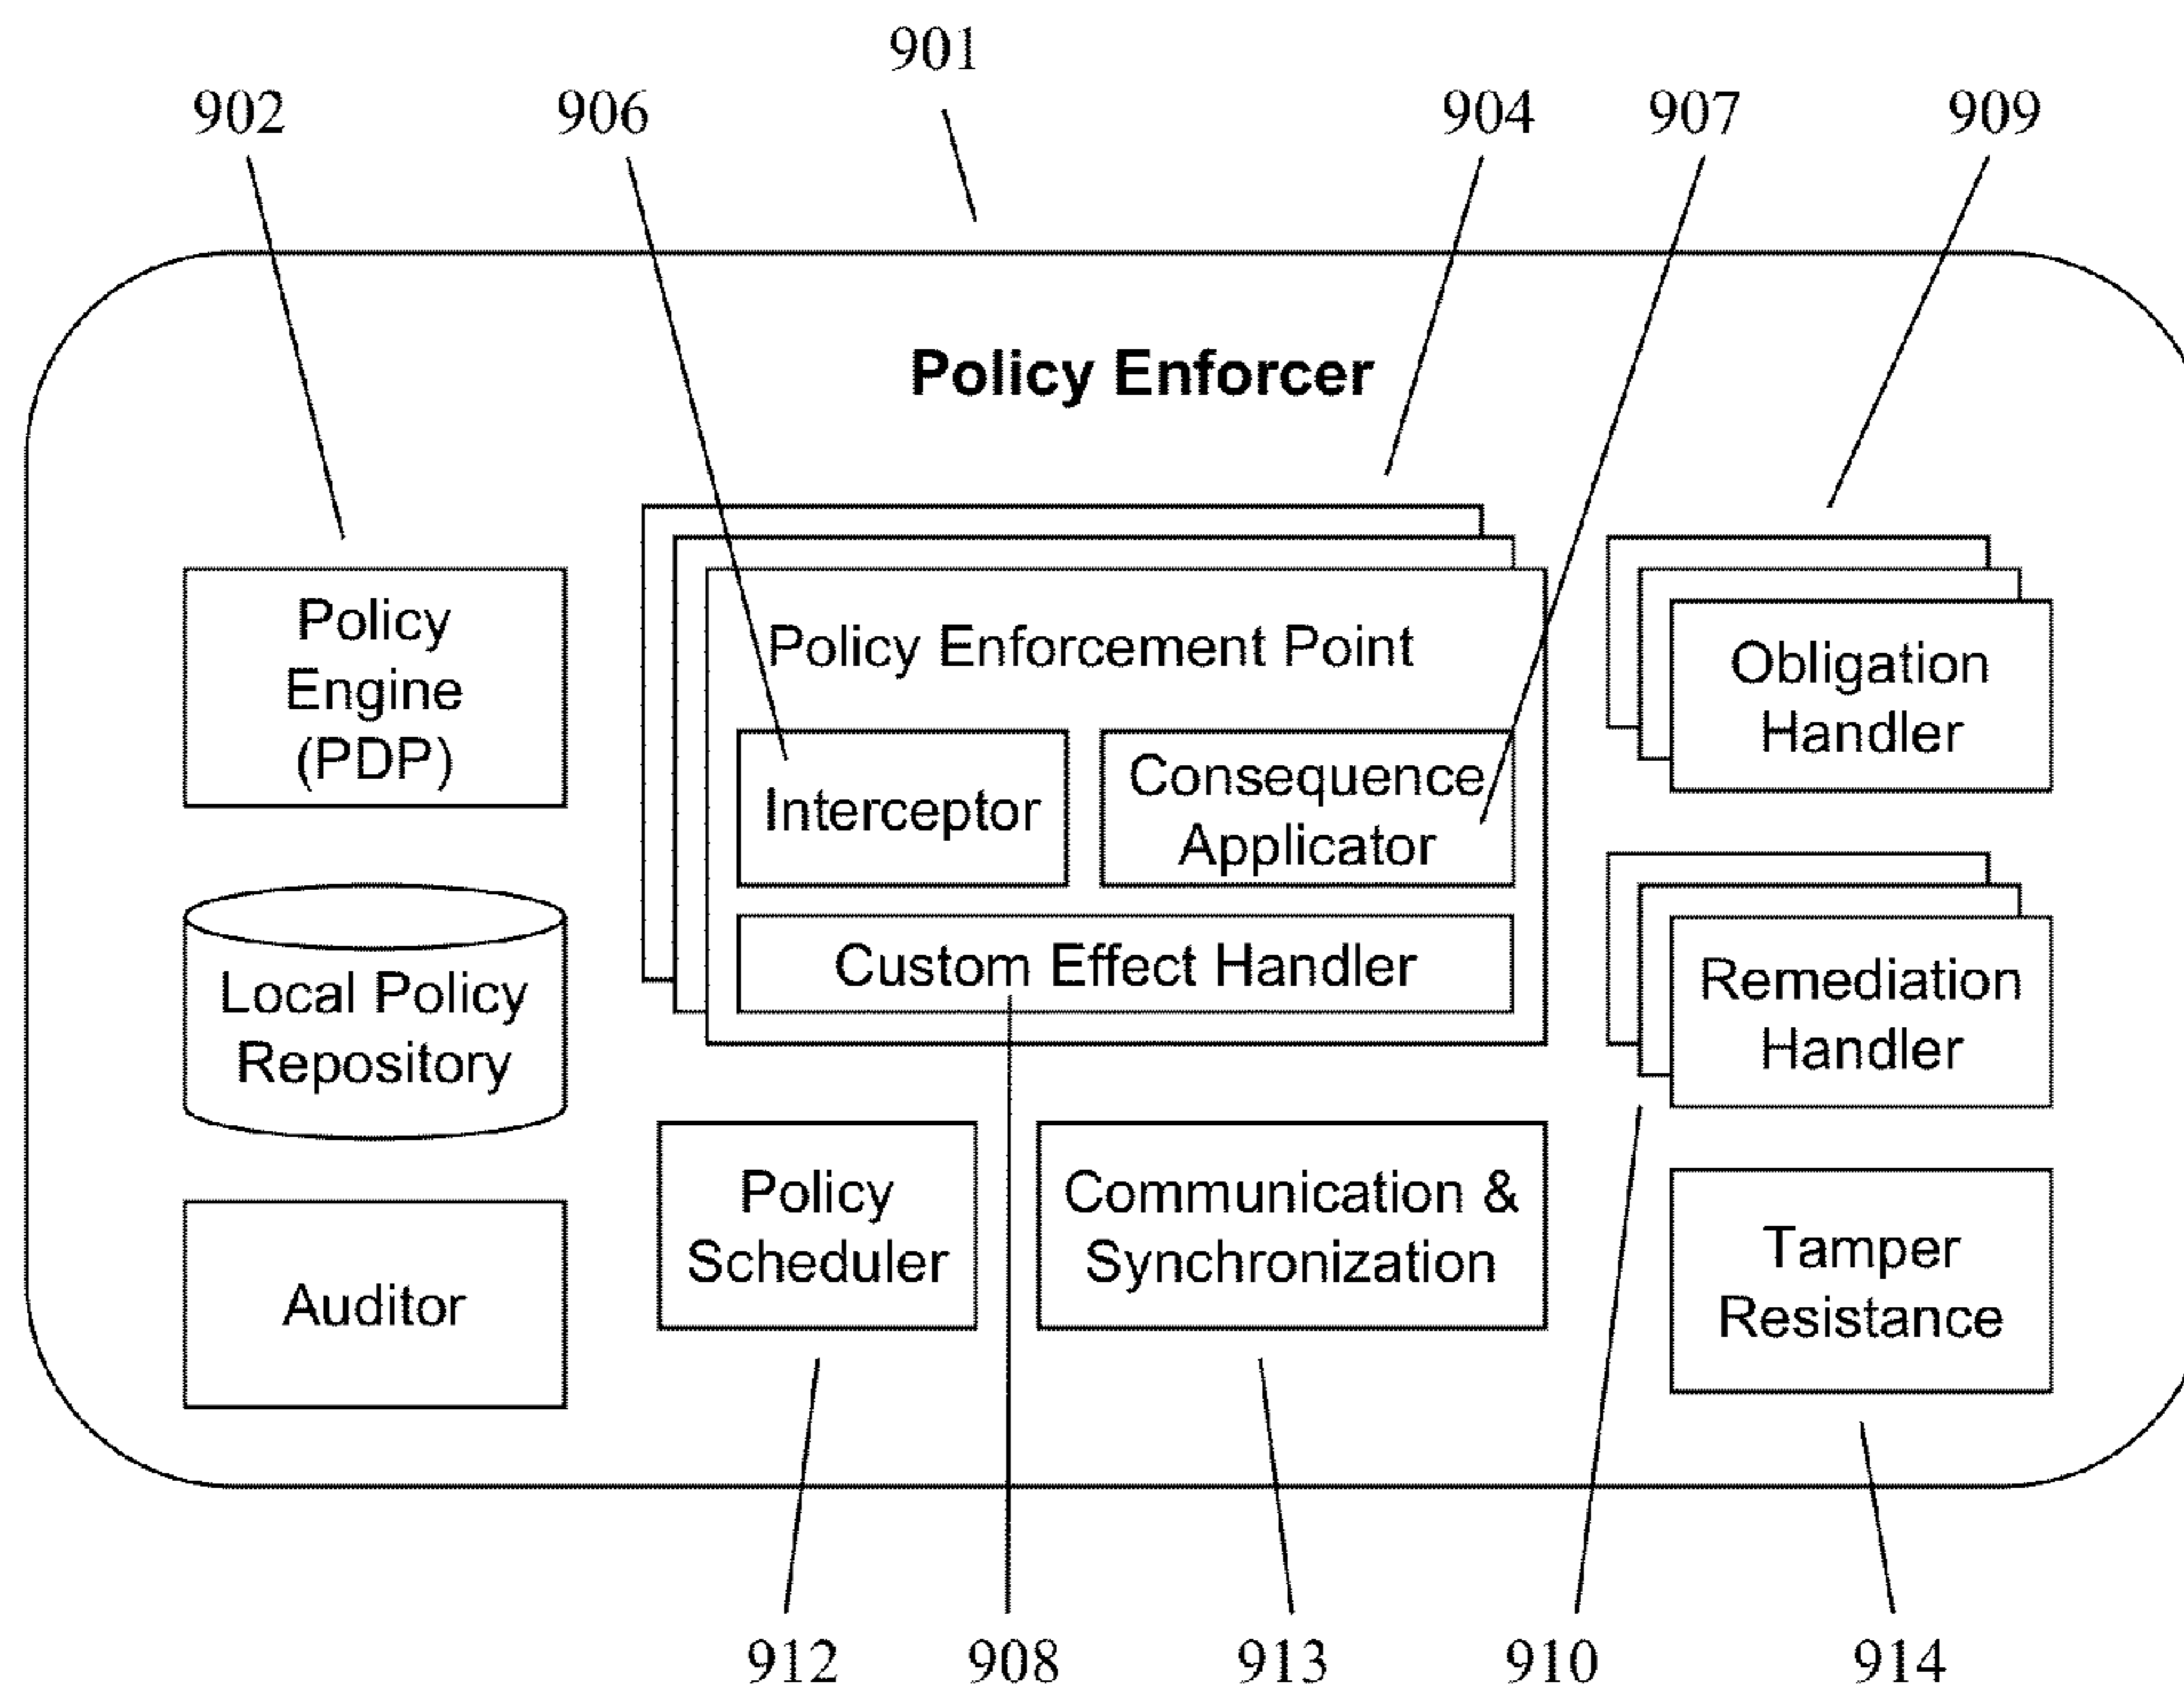 901
902
906
904
907
909
Policy Enforcer
Policy
Engine
(PDP)
Policy Enforcement Point
Interceptor
Consequence
Applicator
Custom Effect Handler
Obligation
Handler
Local Policy
Repository
Remediation
Handler
Auditor
Policy
Scheduler
Communication &
Synchronization
Tamper
Resistance
912
908
913
910
914